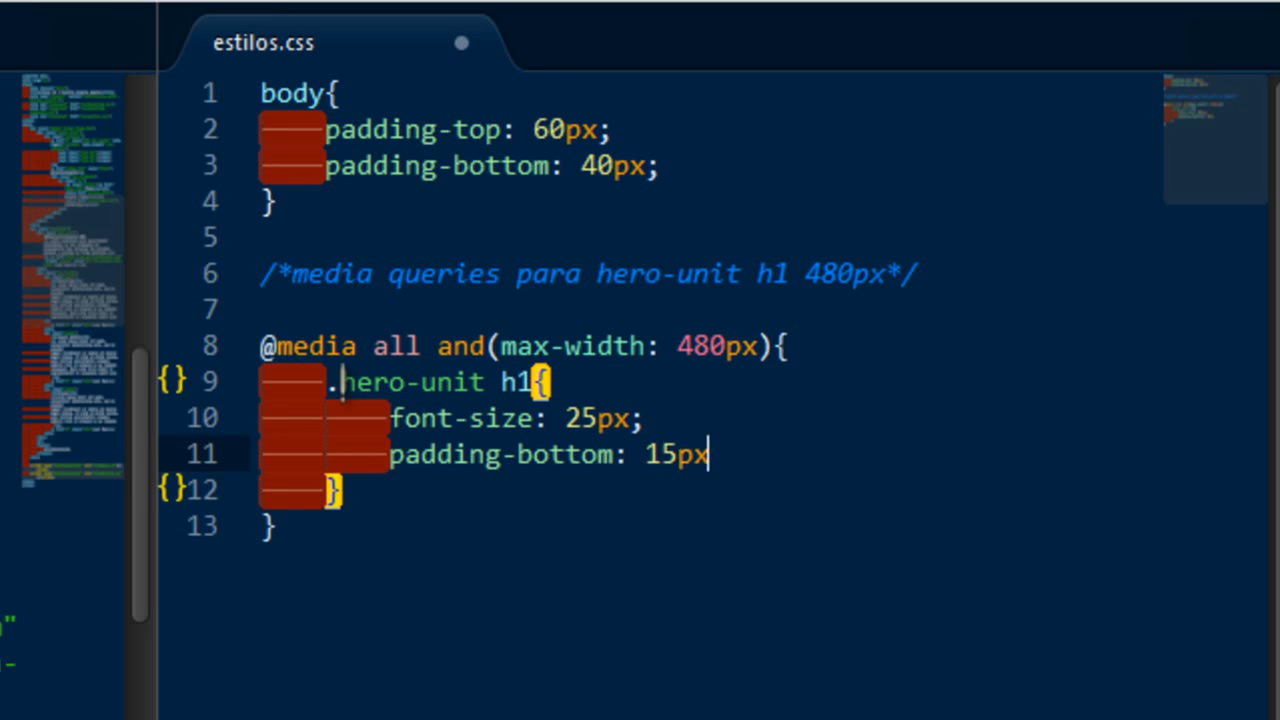 estilos.css
1 body{
2 padding-top: 60px;
3 padding-bottom: 40px;
4 }
5
6 /*media queries para hero-unit h1 480px*/
7
8 @media all and(max-width: 480px){
{} 9 .hero-unit h1{
10 font-size: 25px;
11 padding-bottom: 15px
{} 12 }
13 }
"
-